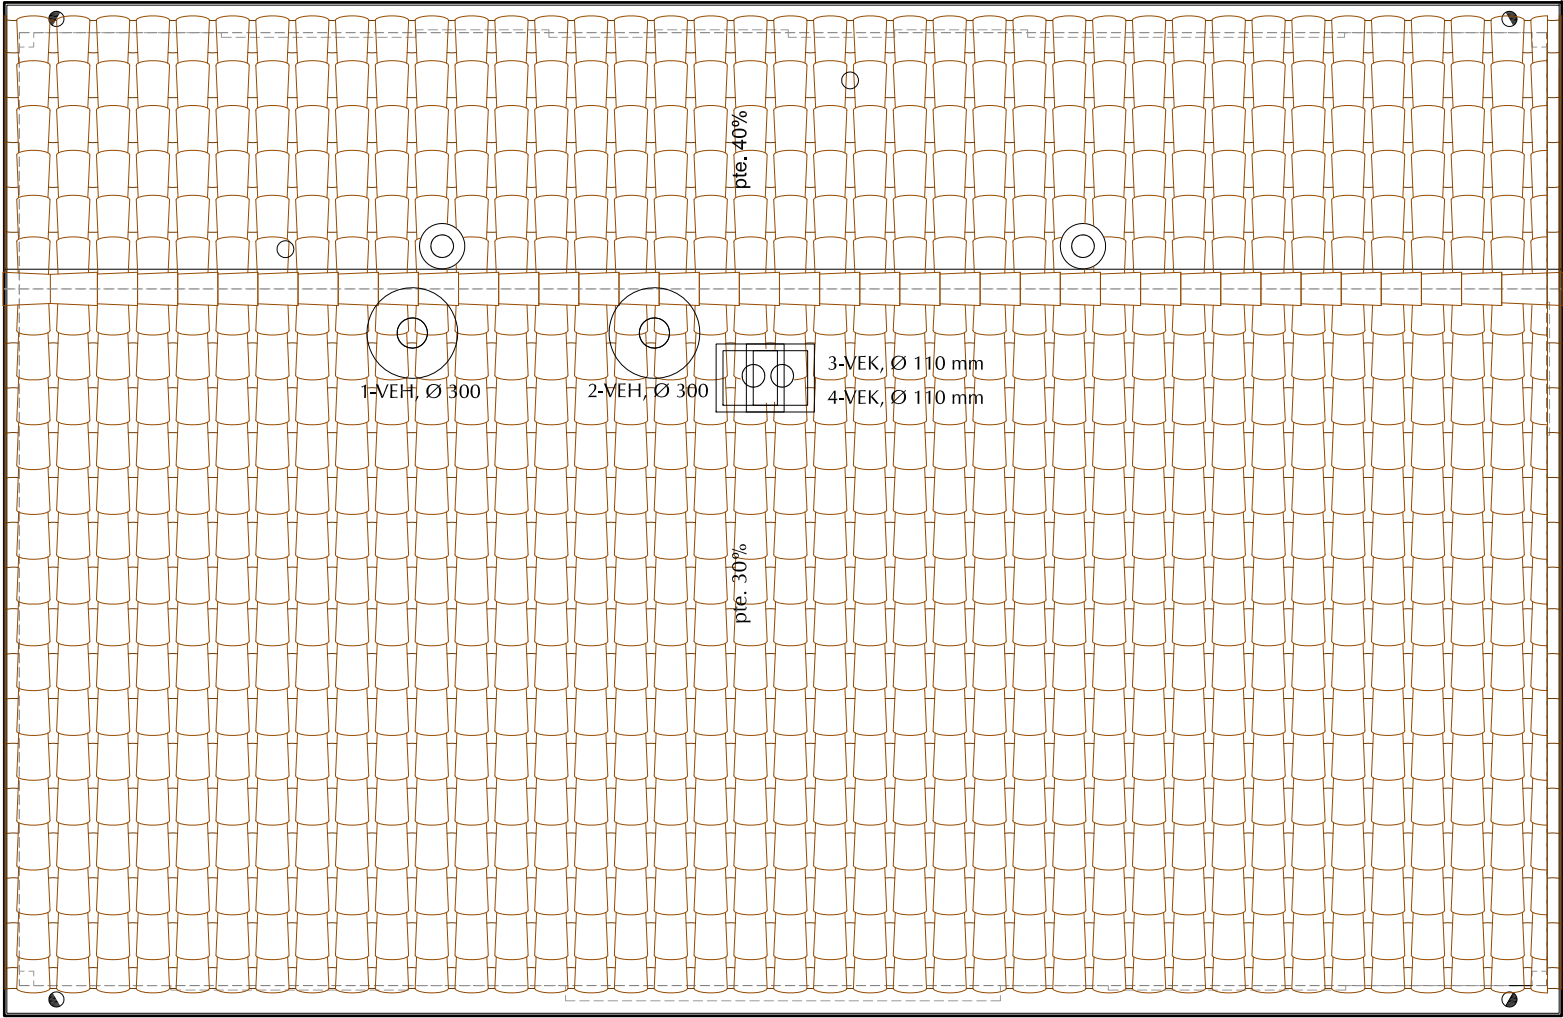 pte. 40%
1-VEH, Ø 300
2-VEH, Ø 300
3-VEK, Ø 110 mm
4-VEK, Ø 110 mm
pte. 30%